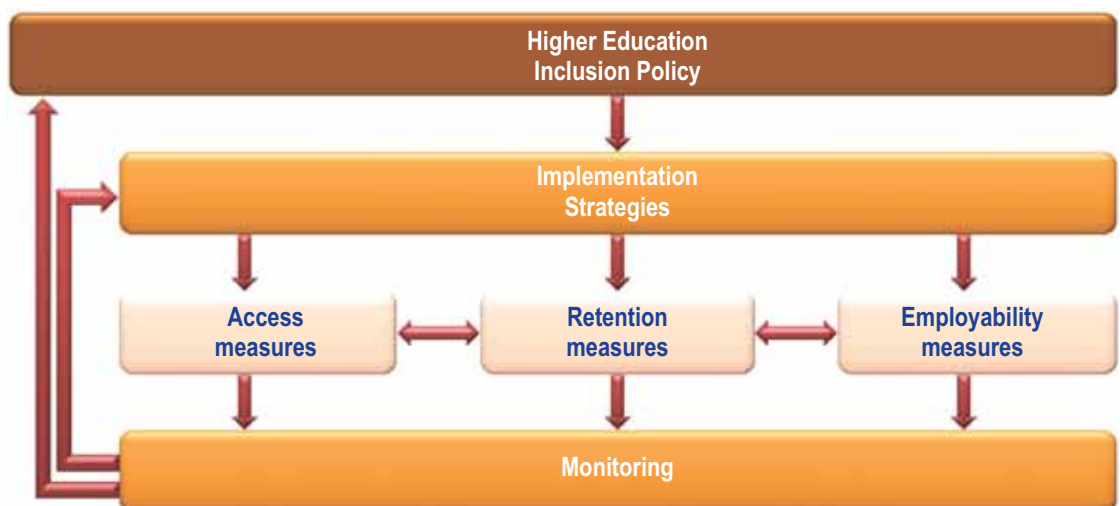 Higher Education
Inclusion Policy
Implementation
Strategies
Access
measures
Retention
measures
Employability
measures
Monitoring